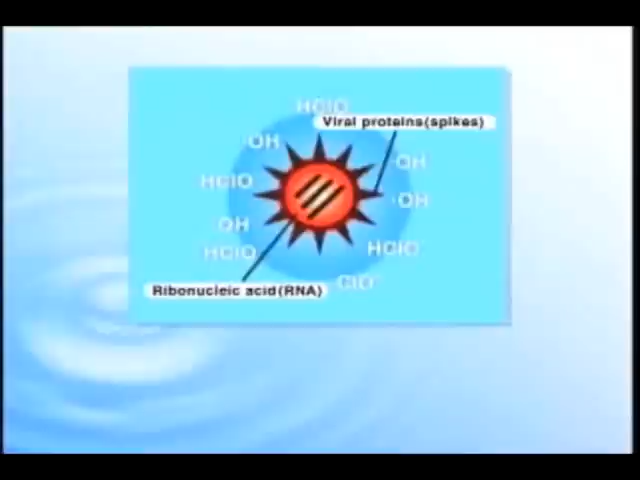 HClO
Viral proteins(spikes)
·OH
·OH
HClO
·OH
OH
HClO
HClO
ClO⁻
Ribonucleic acid(RNA)